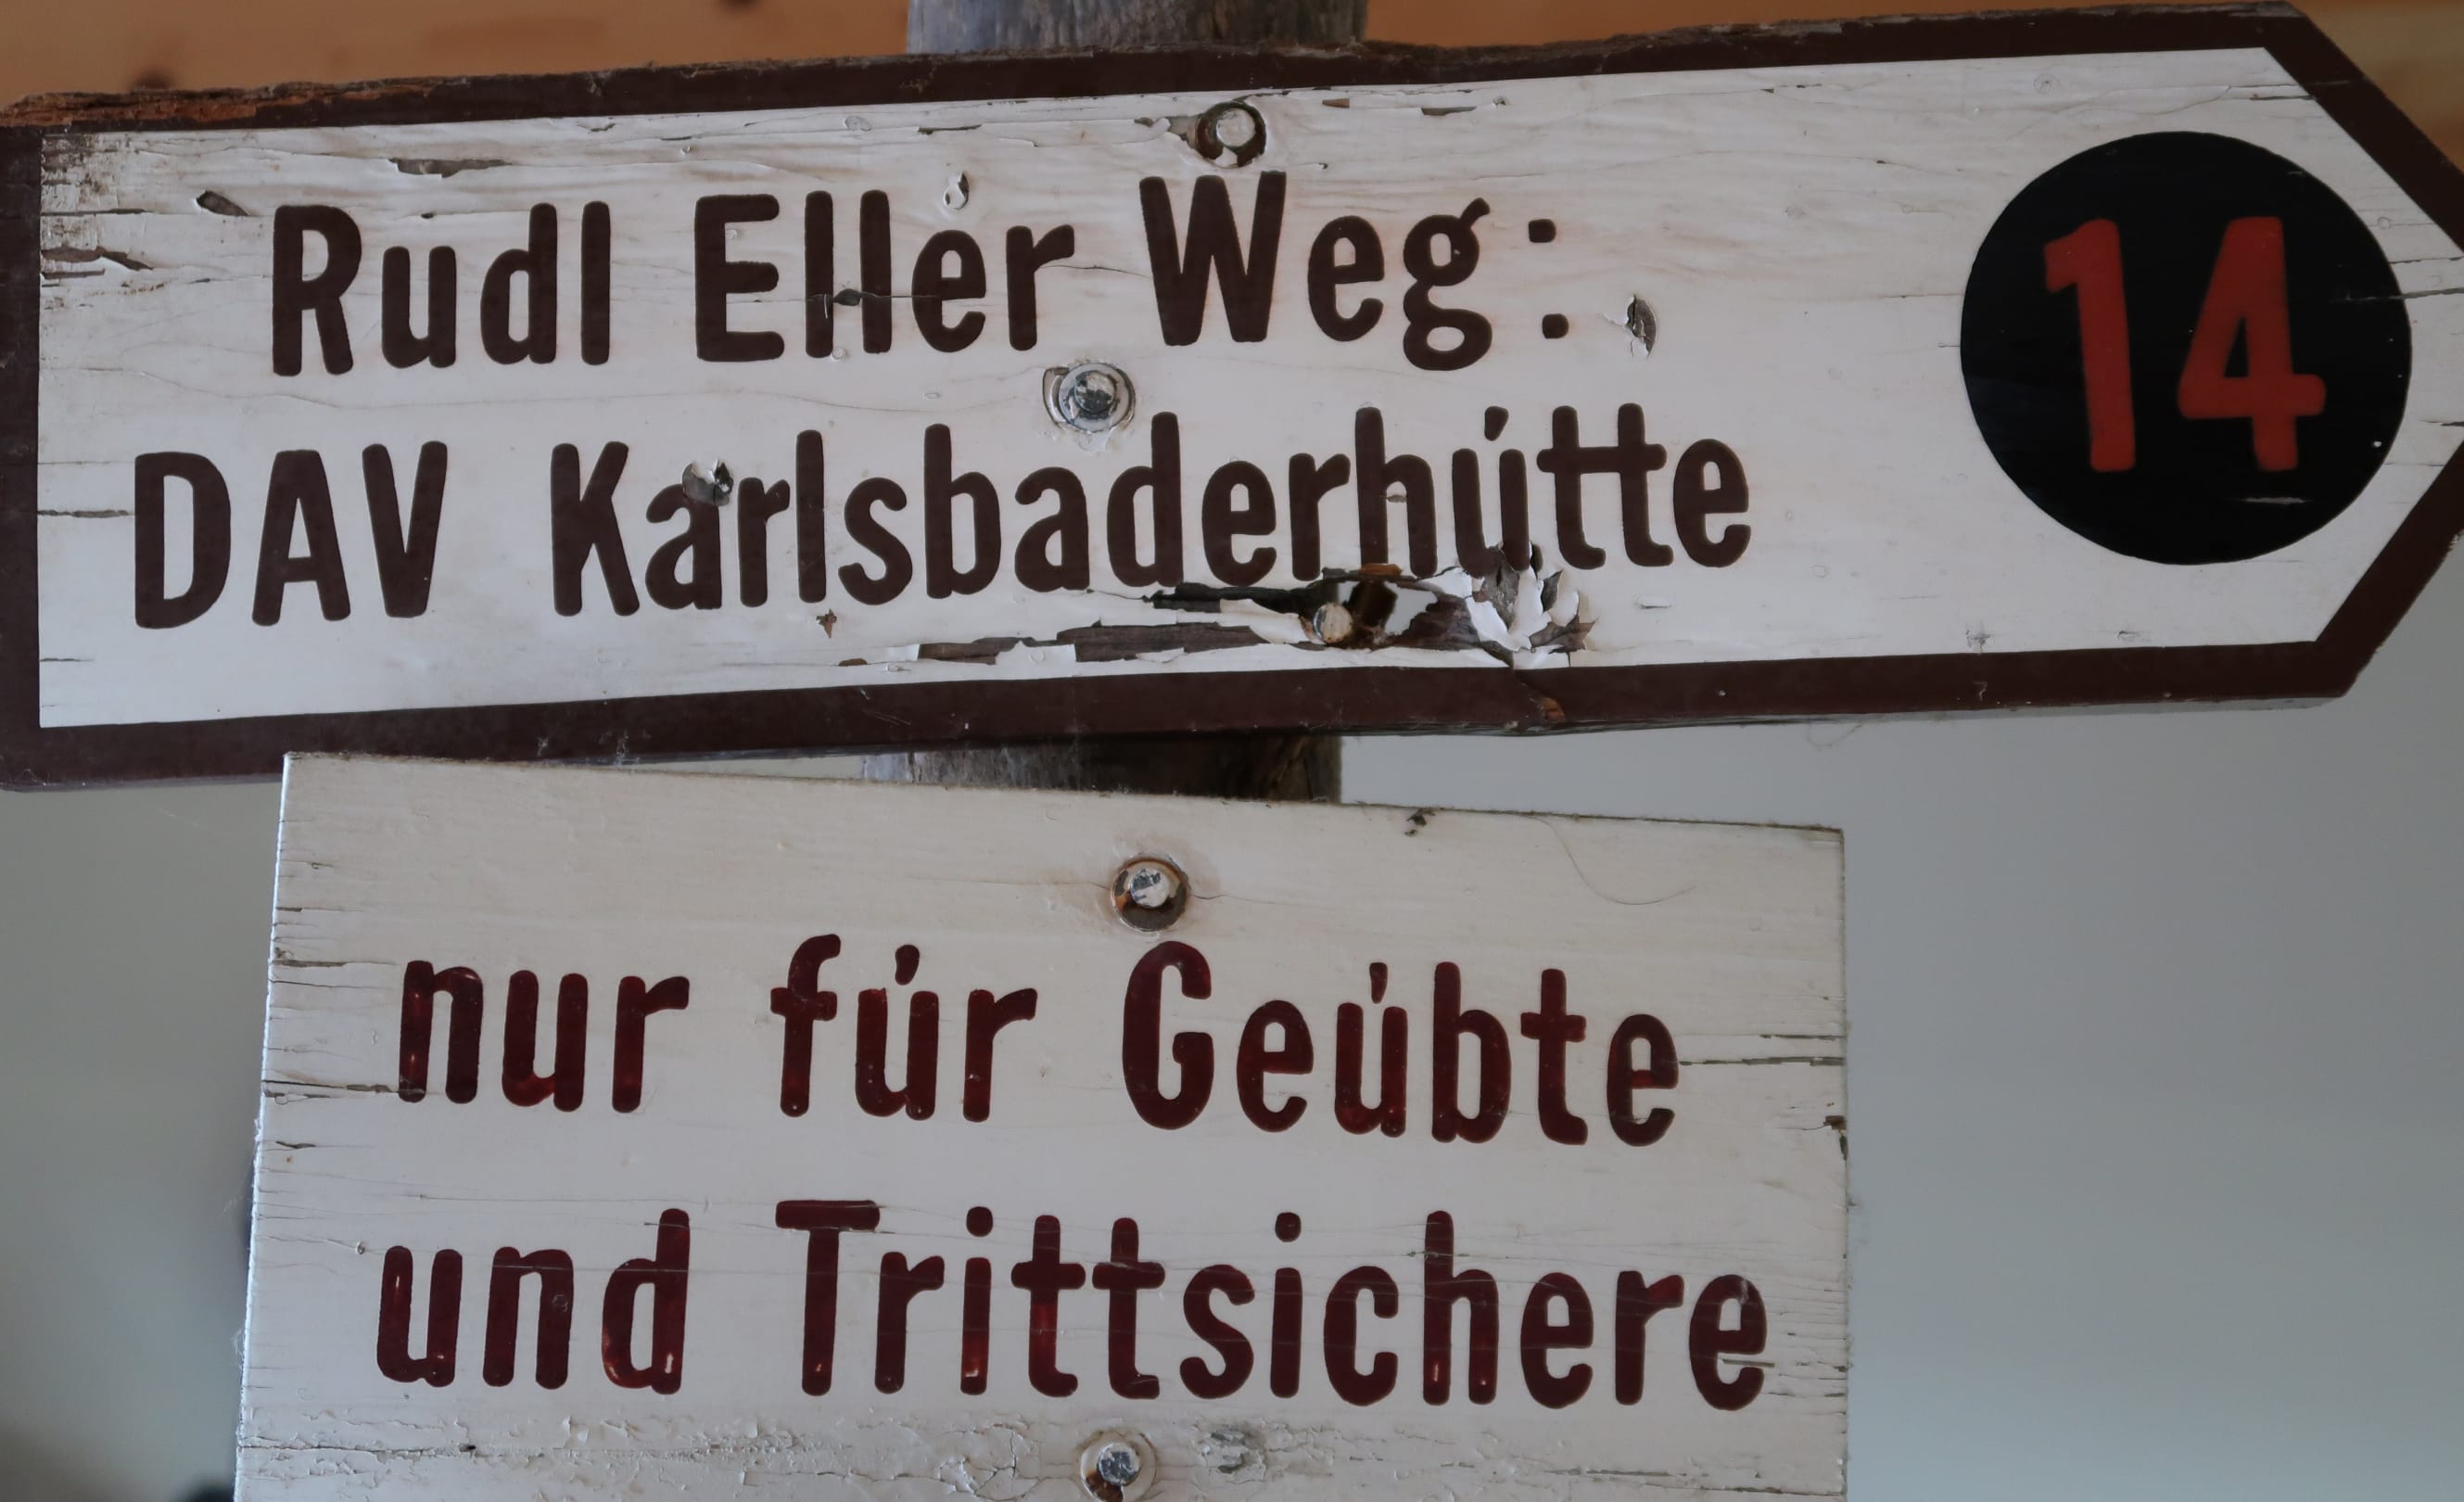 Rudl Eller Weg:
14
DAV Karlsbaderhütte
nur für Geübte
und Trittsichere